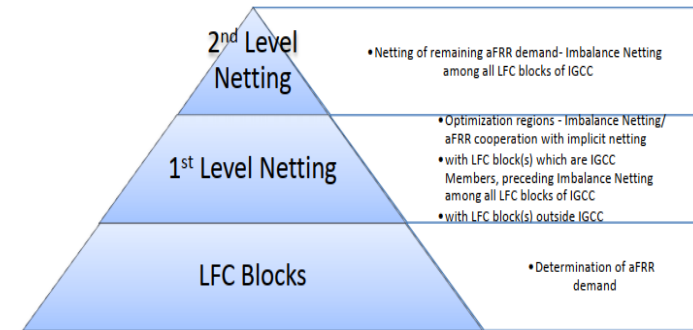 2nd Level
Netting
•Netting of remaining aFRR demand- Imbalance Netting
among all LFC blocks of IGCC
1st Level Netting
•Optimization regions - Imbalance Netting/
aFRR cooperation with implicit netting
•with LFC block(s) which are IGCC
Members, preceding Imbalance Netting
among all LFC blocks of IGCC
•with LFC block(s) outside IGCC
LFC Blocks
•Determination of aFRR
demand